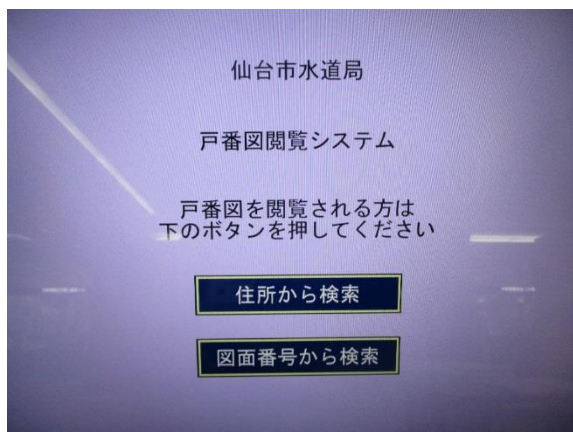 仙台市水道局
戸番図閲覧システム
戸番図を閲覧される方は
下のボタンを押してください
住所から検索
図面番号から検索